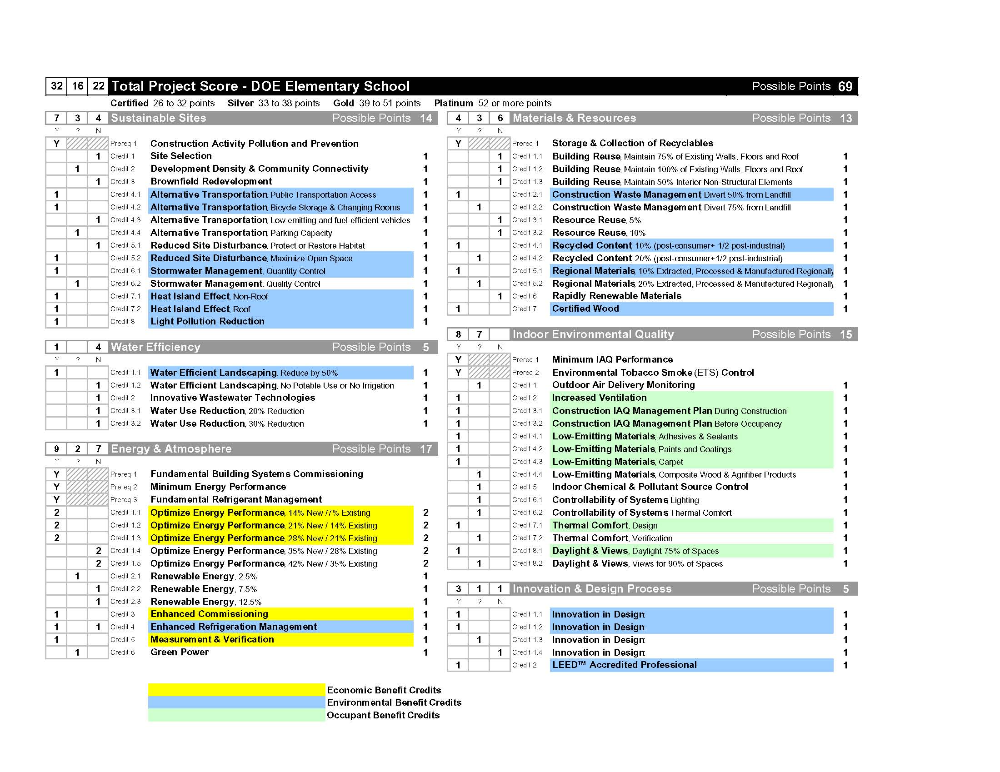 32 16 22 Total Project Score - DOE Elementary School Possible Points 69
Certified 26 to 32 points Silver 33 to 38 points Gold 39 to 51 points Platinum 52 or more points
7 3 4 Sustainable Sites Possible Points 14
Y ? N
Y Prereq 1 Construction Activity Pollution and Prevention
1 Credit 1 Site Selection 1
1 Credit 2 Development Density & Community Connectivity 1
1 Credit 3 Brownfield Redevelopment 1
1 Credit 4.1 Alternative Transportation, Public Transportation Access 1
1 Credit 4.2 Alternative Transportation, Bicycle Storage & Changing Rooms 1
1 Credit 4.3 Alternative Transportation, Low emitting and fuel-efficient vehicles 1
1 Credit 4.4 Alternative Transportation, Parking Capacity 1
1 Credit 5.1 Reduced Site Disturbance, Protect or Restore Habitat 1
1 Credit 5.2 Reduced Site Disturbance, Maximize Open Space 1
1 Credit 6.1 Stormwater Management, Quantity Control 1
1 Credit 6.2 Stormwater Management, Quality Control 1
1 Credit 7.1 Heat Island Effect, Non-Roof 1
1 Credit 7.2 Heat Island Effect, Roof 1
1 Credit 8 Light Pollution Reduction 1
1 4 Water Efficiency Possible Points 5
Y ? N
1 Credit 1.1 Water Efficient Landscaping, Reduce by 50% 1
1 Credit 1.2 Water Efficient Landscaping, No Potable Use or No Irrigation 1
1 Credit 2 Innovative Wastewater Technologies 1
1 Credit 3.1 Water Use Reduction, 20% Reduction 1
1 Credit 3.2 Water Use Reduction, 30% Reduction 1
9 2 7 Energy & Atmosphere Possible Points 17
Y ? N
Y Prereq 1 Fundamental Building Systems Commissioning
Y Prereq 2 Minimum Energy Performance
Y Prereq 3 Fundamental Refrigerant Management
2 Credit 1.1 Optimize Energy Performance, 14% New /7% Existing 2
2 Credit 1.2 Optimize Energy Performance, 21% New / 14% Existing 2
2 Credit 1.3 Optimize Energy Performance, 28% New / 21% Existing 2
2 Credit 1.4 Optimize Energy Performance, 35% New / 28% Existing 2
2 Credit 1.5 Optimize Energy Performance, 42% New / 35% Existing 2
1 Credit 2.1 Renewable Energy, 2.5% 1
1 Credit 2.2 Renewable Energy, 7.5% 1
1 Credit 2.3 Renewable Energy, 12.5% 1
1 Credit 3 Enhanced Commissioning 1
1 1 Credit 4 Enhanced Refrigeration Management 1
1 Credit 5 Measurement & Verification 1
1 Credit 6 Green Power 1
4 3 6 Materials & Resources Possible Points 13
Y ? N
Y Prereq 1 Storage & Collection of Recyclables
1 Credit 1.1 Building Reuse, Maintain 75% of Existing Walls, Floors and Roof 1
1 Credit 1.2 Building Reuse, Maintain 100% of Existing Walls, Floors and Roof 1
1 Credit 1.3 Building Reuse, Maintain 50% Interior Non-Structural Elements 1
1 Credit 2.1 Construction Waste Management, Divert 50% from Landfill 1
1 Credit 2.2 Construction Waste Management, Divert 75% from Landfill 1
1 Credit 3.1 Resource Reuse, 5% 1
1 Credit 3.2 Resource Reuse, 10% 1
1 Credit 4.1 Recycled Content, 10% (post-consumer+ 1/2 post-industrial) 1
1 Credit 4.2 Recycled Content, 20% (post-consumer+1/2 post-industrial) 1
1 Credit 5.1 Regional Materials, 10% Extracted, Processed & Manufactured Regionally 1
1 Credit 5.2 Regional Materials, 20% Extracted, Processed & Manufactured Regionally 1
1 Credit 6 Rapidly Renewable Materials 1
1 Credit 7 Certified Wood 1
8 7 Indoor Environmental Quality Possible Points 15
Y ? N
Y Prereq 1 Minimum IAQ Performance
Y Prereq 2 Environmental Tobacco Smoke (ETS) Control
1 Credit 1 Outdoor Air Delivery Monitoring 1
1 Credit 2 Increased Ventilation 1
1 Credit 3.1 Construction IAQ Management Plan, During Construction 1
1 Credit 3.2 Construction IAQ Management Plan, Before Occupancy 1
1 Credit 4.1 Low-Emitting Materials, Adhesives & Sealants 1
1 Credit 4.2 Low-Emitting Materials, Paints and Coatings 1
1 Credit 4.3 Low-Emitting Materials, Carpet 1
1 Credit 4.4 Low-Emitting Materials, Composite Wood & Agrifiber Products 1
1 Credit 5 Indoor Chemical & Pollutant Source Control 1
1 Credit 6.1 Controllability of Systems, Lighting 1
1 Credit 6.2 Controllability of Systems, Thermal Comfort 1
1 Credit 7.1 Thermal Comfort, Design 1
1 Credit 7.2 Thermal Comfort, Verification 1
1 Credit 8.1 Daylight & Views, Daylight 75% of Spaces 1
1 Credit 8.2 Daylight & Views, Views for 90% of Spaces 1
3 1 1 Innovation & Design Process Possible Points 5
Y ? N
1 Credit 1.1 Innovation in Design: 1
1 Credit 1.2 Innovation in Design: 1
1 Credit 1.3 Innovation in Design: 1
1 Credit 1.4 Innovation in Design: 1
1 Credit 2 LEED™ Accredited Professional 1
Economic Benefit Credits
Environmental Benefit Credits
Occupant Benefit Credits